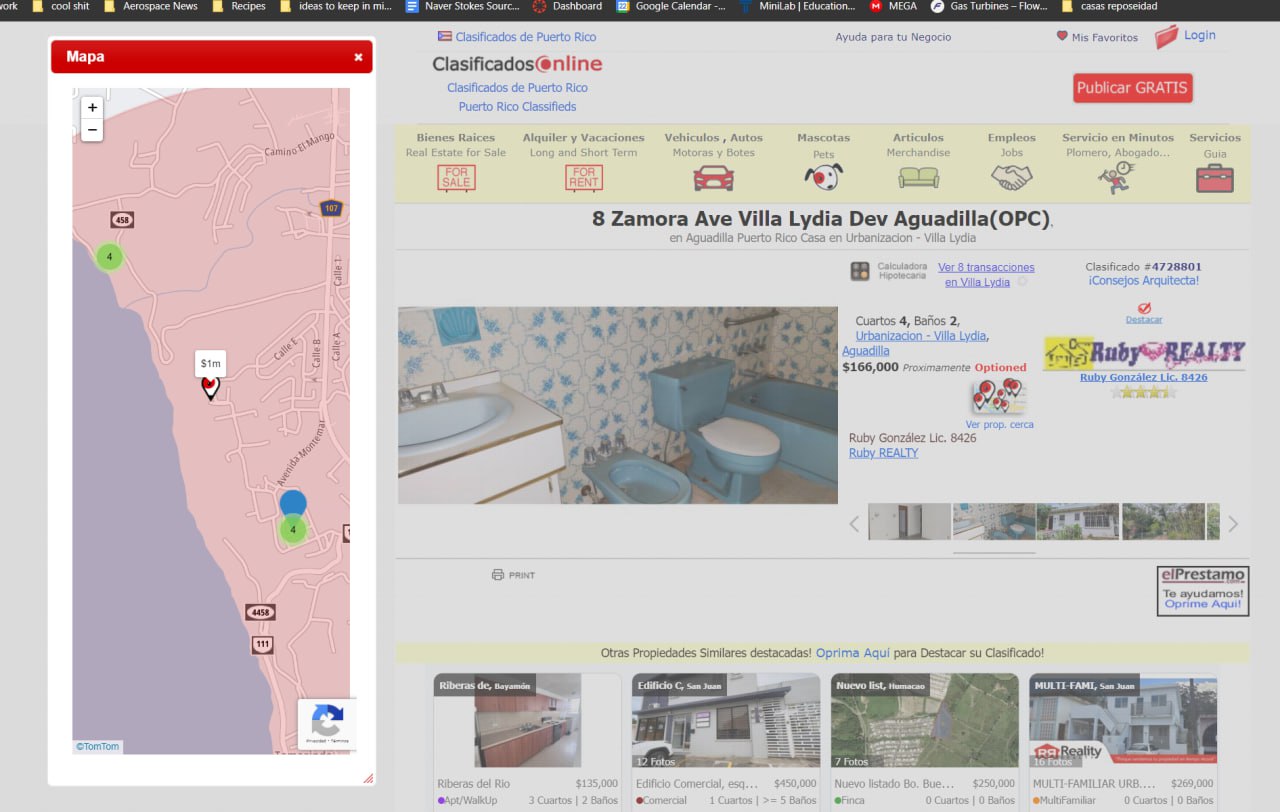 work
cool shit
Aerospace News
Recipes
ideas to keep in mi...
Naver Stokes Sourc...
Dashboard
Google Calendar -...
MiniLab | Education...
MEGA
Gas Turbines – Flow...
casas reposeidad
Mapa
×
+
−
Camino El Mango
107
458
4
Calle 1
Calle E
Calle B
Calle A
$1m
Avenida Montemar
4
4458
111
©TomTom
Privacidad - Términos
Clasificados de Puerto Rico
Ayuda para tu Negocio
Mis Favoritos
Login
ClasificadosOnline
Clasificados de Puerto Rico
Puerto Rico Classifieds
Publicar GRATIS
Bienes Raices
Real Estate for Sale
FOR SALE
Alquiler y Vacaciones
Long and Short Term
FOR RENT
Vehiculos , Autos
Motoras y Botes
Mascotas
Pets
Articulos
Merchandise
Empleos
Jobs
Servicio en Minutos
Plomero, Abogado...
Servicios
Guia
8 Zamora Ave Villa Lydia Dev Aguadilla(OPC),
en Aguadilla Puerto Rico Casa en Urbanizacion - Villa Lydia
Calculadora
Hipotecaria
Ver 8 transacciones
en Villa Lydia
Clasificado #4728801
¡Consejos Arquitecta!
Destacar
Cuartos 4, Baños 2,
Urbanizacion - Villa Lydia,
Aguadilla
$166,000 Proximamente Optioned
Ver prop. cerca
Ruby González Lic. 8426
Ruby REALTY
Ruby REALTY
Ruby González Lic. 8426
PRINT
elPrestamo
.com
Te ayudamos!
Oprime Aqui!
Otras Propiedades Similares destacadas! Oprima Aquí para Destacar su Clasificado!
Riberas de, Bayamón
Riberas del Rio $135,000
Apt/WalkUp 3 Cuartos | 2 Baños
Edificio C, San Juan
12 Fotos
Edificio Comercial, esq... $450,000
Comercial 1 Cuartos | >= 5 Baños
Nuevo list, Humacao
7 Fotos
Nuevo listado Bo. Bue... $250,000
Finca 0 Cuartos | 0 Baños
MULTI-FAMI, San Juan
Reality
16 Fotos
MULTI-FAMILIAR URB.... $269,000
MultiFamiliar 0 Cuartos | 0 Baños